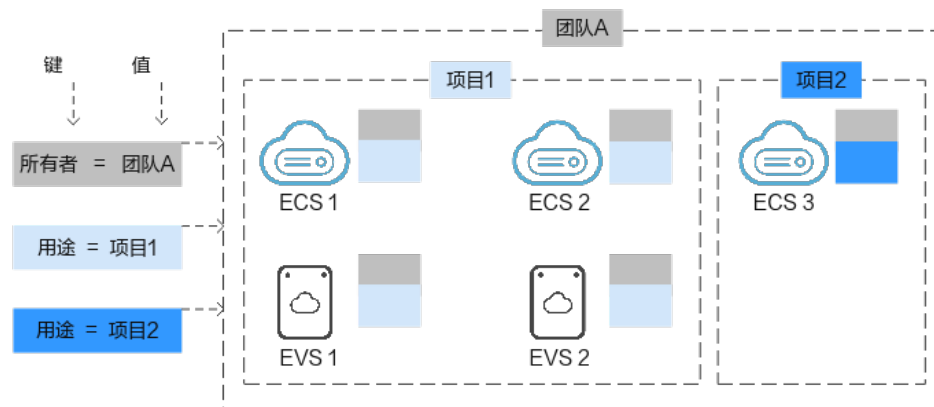 团队A
键 值
项目1 项目2
所有者 = 团队A
ECS 1 ECS 2 ECS 3
用途 = 项目1
用途 = 项目2
EVS 1 EVS 2